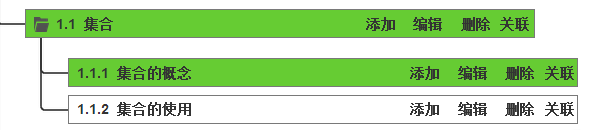 1.1 集合 添加 编辑 删除 关联
1.1.1 集合的概念 添加 编辑 删除 关联
1.1.2 集合的使用 添加 编辑 删除 关联